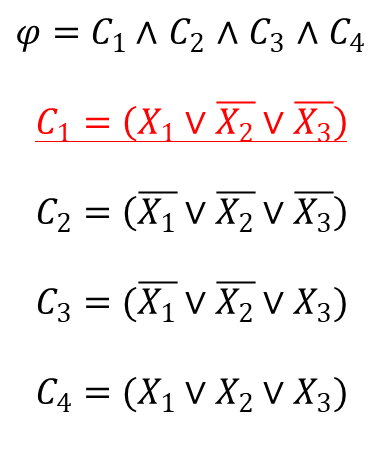 φ = C₁ ∧ C₂ ∧ C₃ ∧ C₄
C₁ = (X₁ ∨ X̅₂ ∨ X̅₃)
C₂ = (X̅₁ ∨ X̅₂ ∨ X̅₃)
C₃ = (X̅₁ ∨ X̅₂ ∨ X₃)
C₄ = (X₁ ∨ X₂ ∨ X₃)